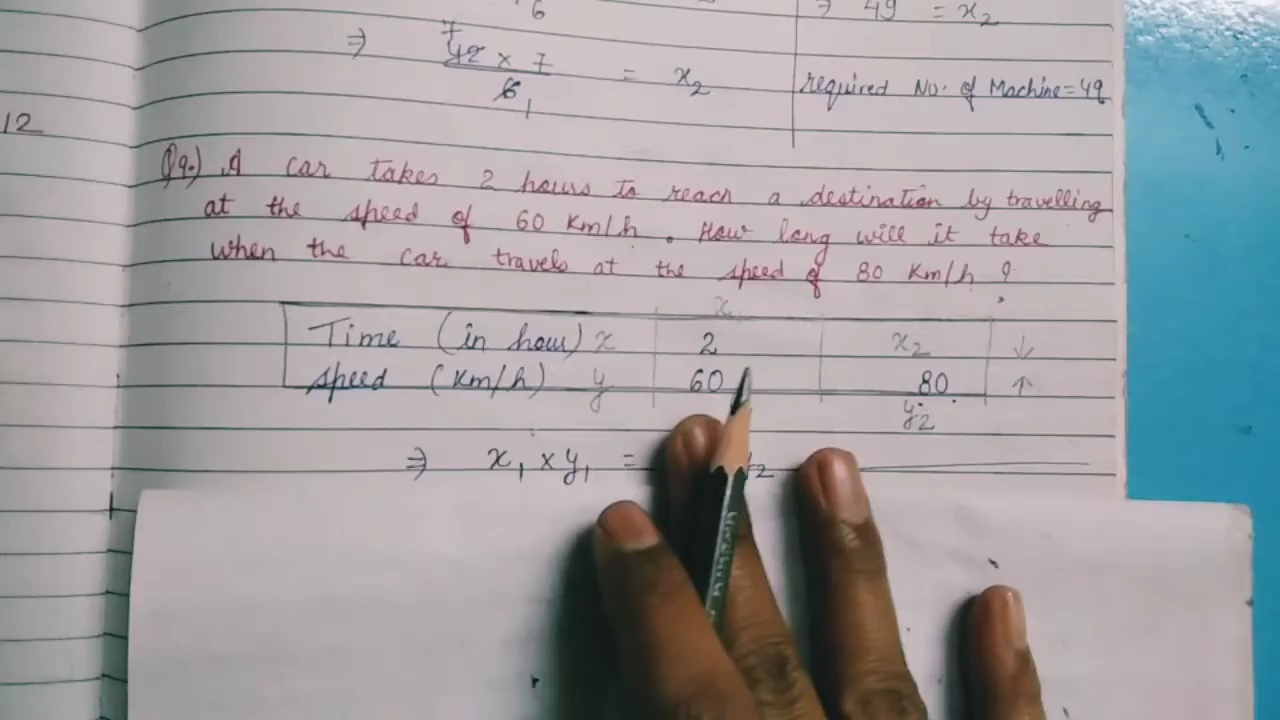 6
⇒ 49 = x₂
⇒ 42 × 7 = x₂
7
6 1
required No. of Machine = 49
12
Q9.) A car takes 2 hours to reach a destination by travelling
at the speed of 60 Km/h. How long will it take
when the car travels at the speed of 80 Km/h ?
x
Time (in hour) x 2 x₂ ↓
speed (Km/h) y 60 80 ↑
y₂
⇒ x₁ × y₁ =